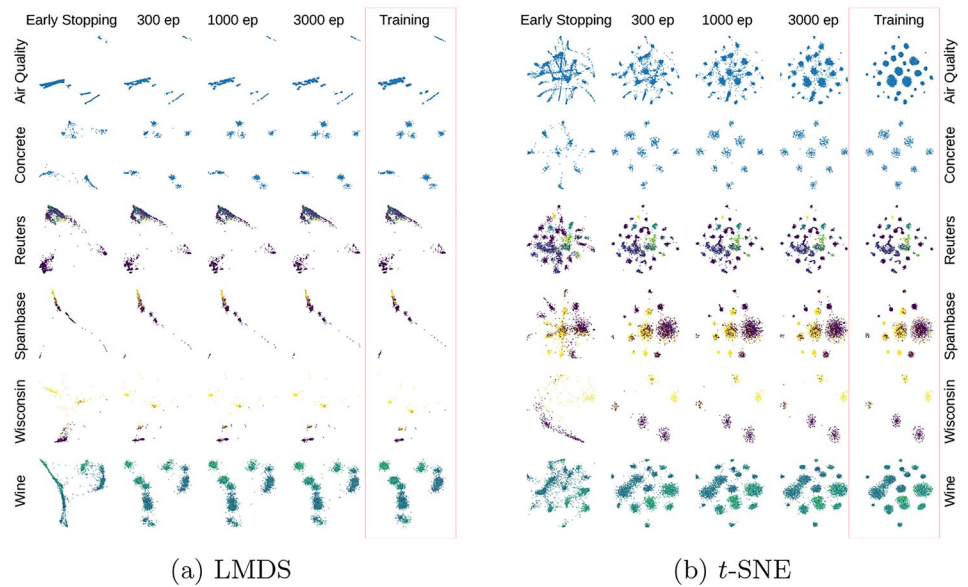 Early Stopping 300 ep 1000 ep 3000 ep Training
Air Quality
Concrete
Reuters
Spambase
Wisconsin
Wine
(a) LMDS
Early Stopping 300 ep 1000 ep 3000 ep Training
Air Quality
Concrete
Reuters
Spambase
Wisconsin
Wine
(b) t-SNE